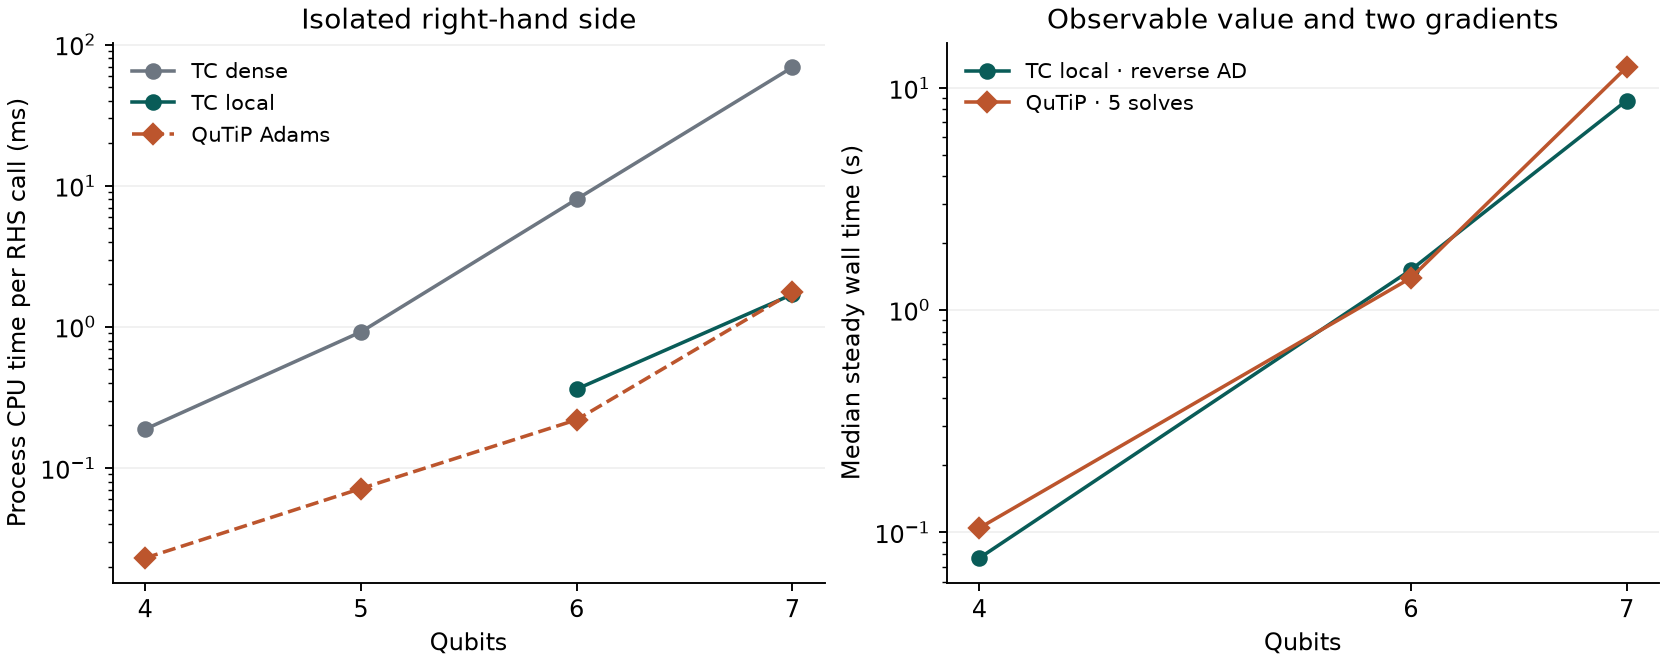 Isolated right-hand side
Process CPU time per RHS call (ms)
10²
10¹
10⁰
10⁻¹
TC dense
TC local
QuTiP Adams
4 5 6 7
Qubits
Observable value and two gradients
Median steady wall time (s)
10¹
10⁰
10⁻¹
TC local · reverse AD
QuTiP · 5 solves
4 6 7
Qubits